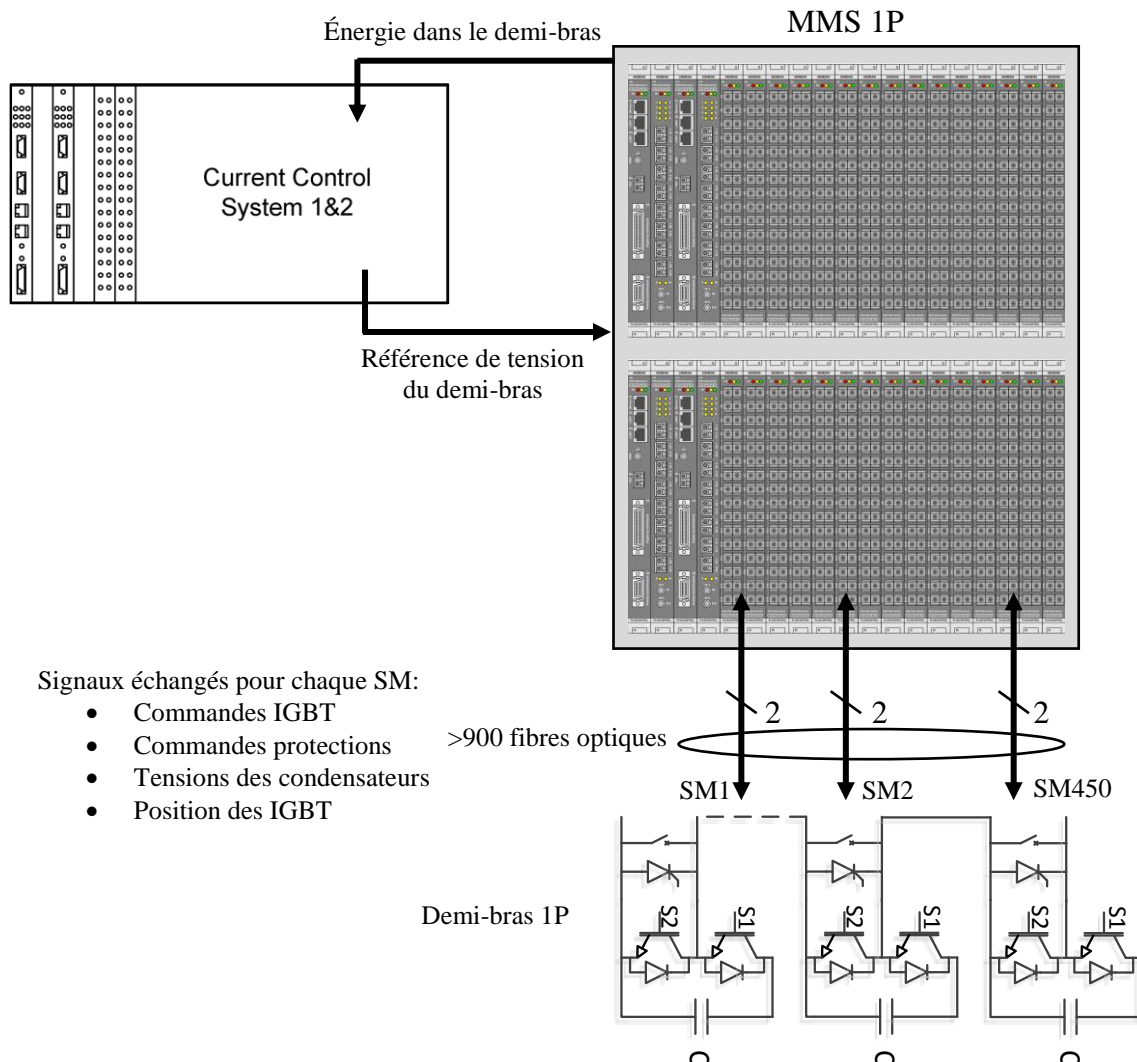 MMS 1P
Énergie dans le demi-bras
Current Control
System 1&2
Référence de tension
du demi-bras
Signaux échangés pour chaque SM:
• Commandes IGBT
• Commandes protections
• Tensions des condensateurs
• Position des IGBT
>900 fibres optiques
2
2
2
SM1
SM2
SM450
Demi-bras 1P
S2
S1
S2
S1
S2
S1